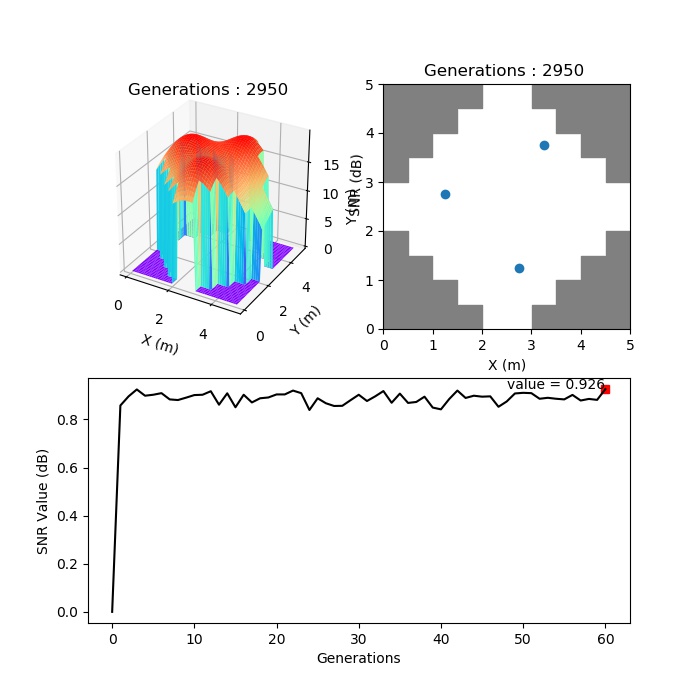 Generations : 2950
15
10
5
0
SNR (dB)
0
2
4
X (m)
0
2
4
Y (m)
Generations : 2950
5
4
3
2
1
0
Y (m)
0 1 2 3 4 5
X (m)
value = 0.926
0.8
0.6
0.4
0.2
0.0
SNR Value (dB)
0 10 20 30 40 50 60
Generations